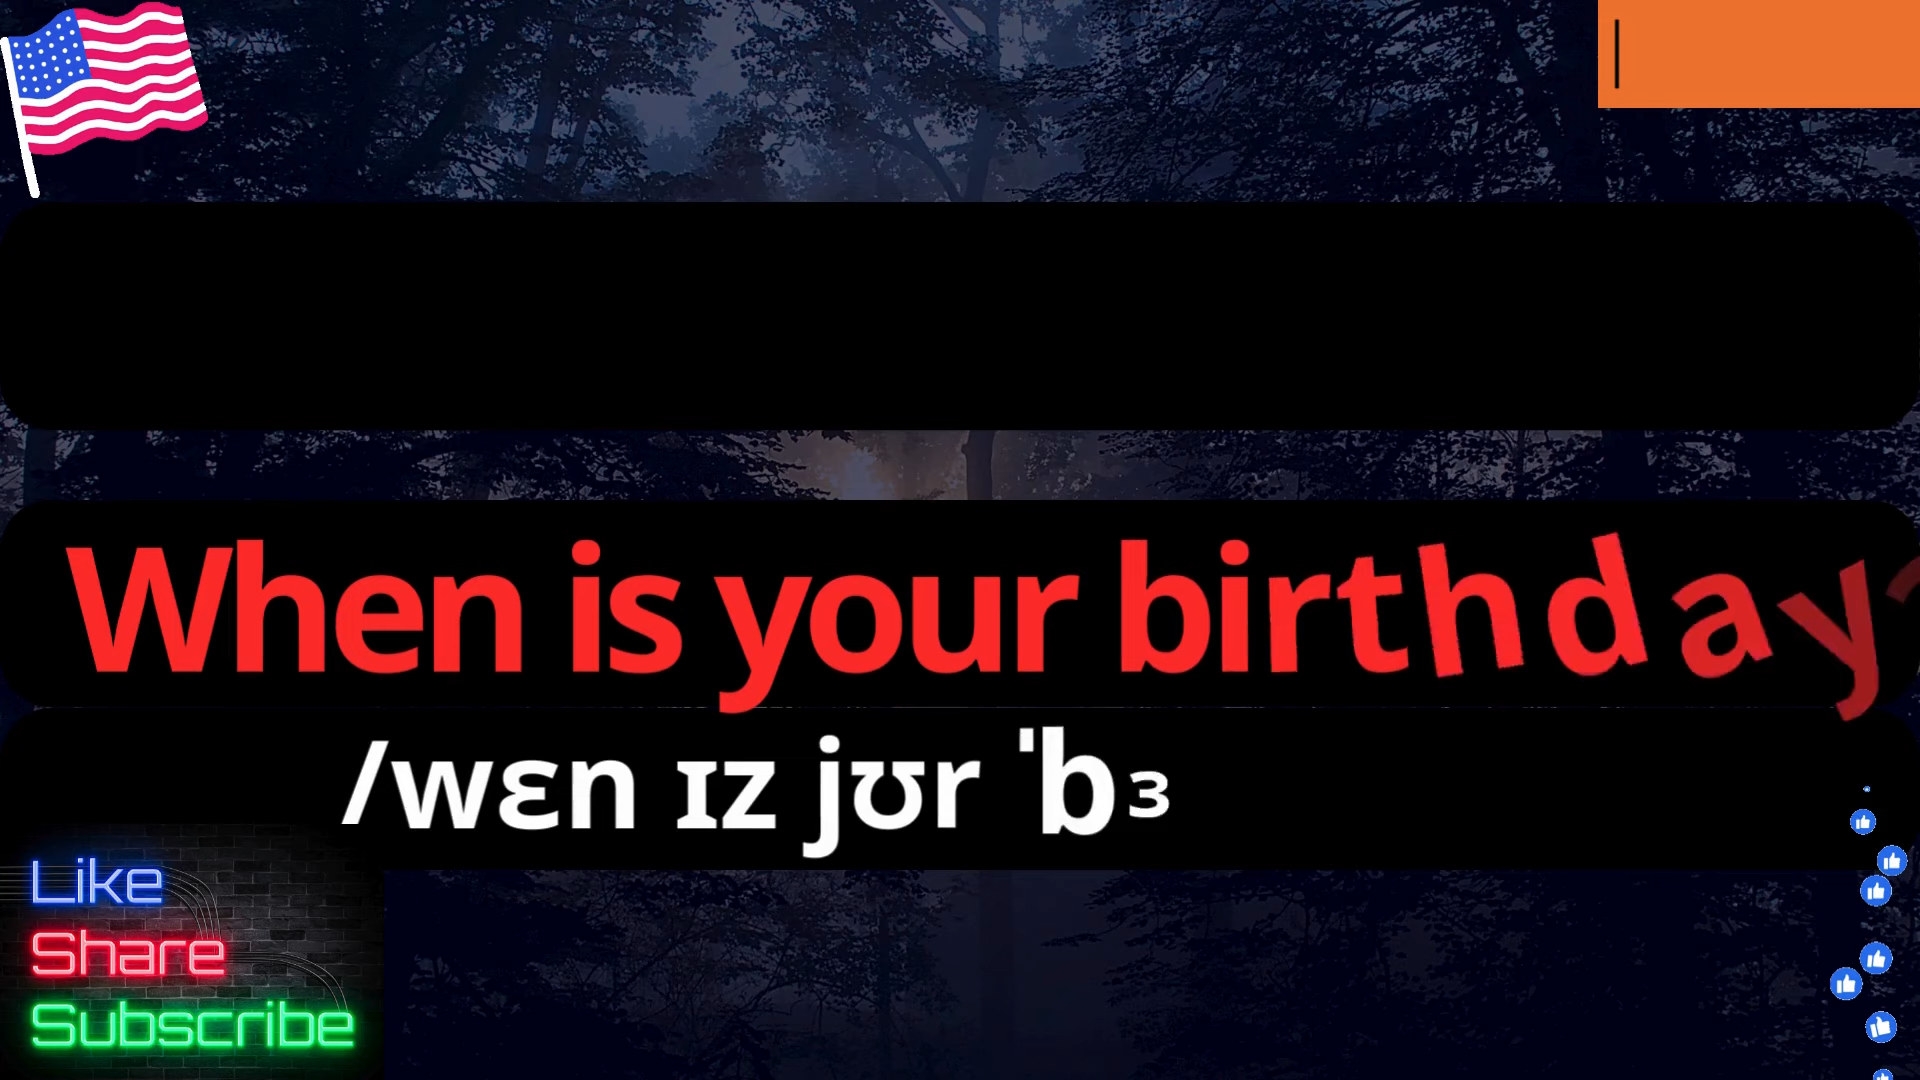 When is your birthday?
/wɛn ɪz jʊr ˈbɜ
Like
Share
Subscribe